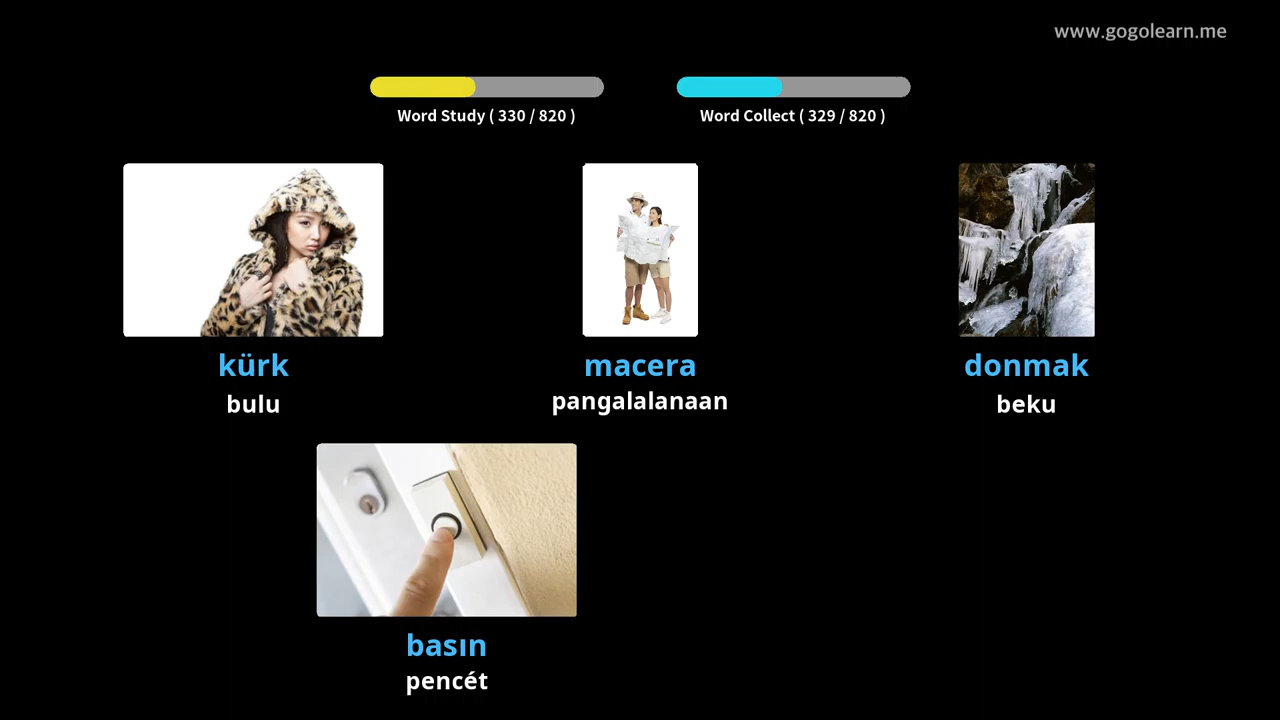 www.gogolearn.me
Word Study ( 330 / 820 )
Word Collect ( 329 / 820 )
kürk
bulu
macera
pangalalanaan
donmak
beku
basın
pencét